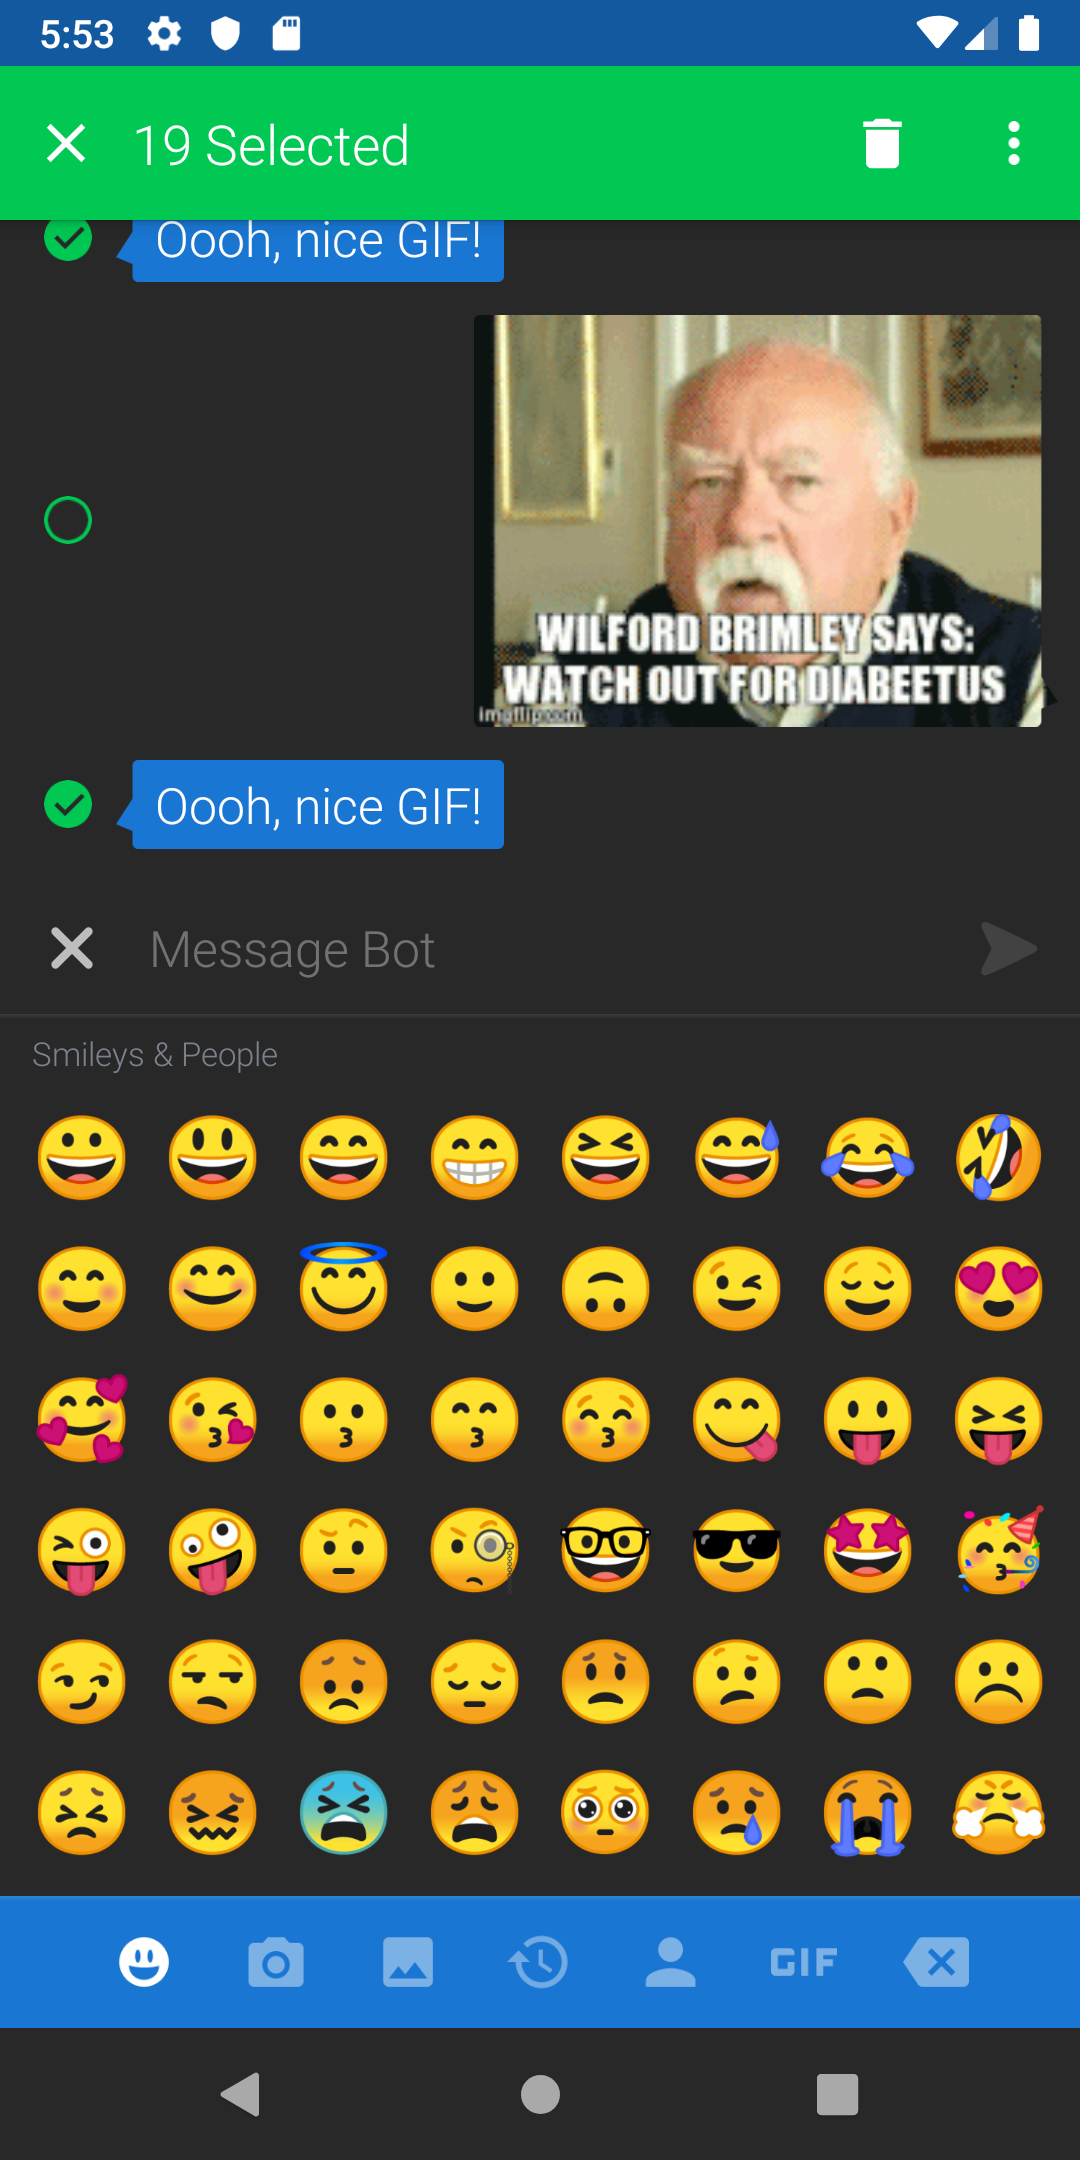 5:53
19 Selected
Oooh, nice GIF!
WILFORD BRIMLEY SAYS:
WATCH OUT FOR DIABEETUS
imgflip.com
Oooh, nice GIF!
Message Bot
Smileys & People
GIF